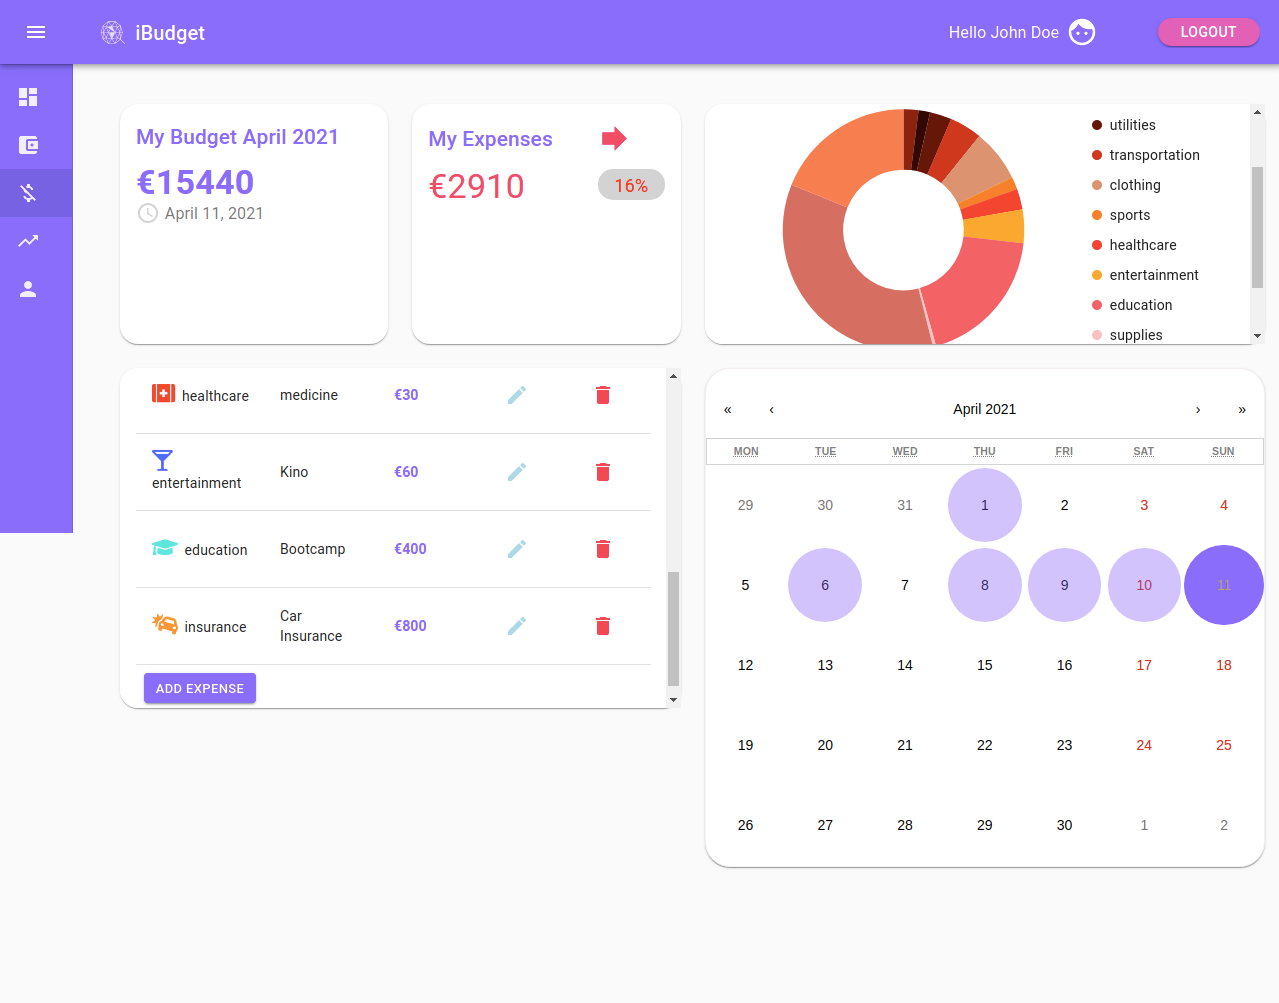 iBudget
Hello John Doe
LOGOUT
My Budget April 2021
€15440
April 11, 2021
My Expenses
€2910
16%
utilities
transportation
clothing
sports
healthcare
entertainment
education
supplies
healthcare medicine €30
entertainment Kino €60
education Bootcamp €400
insurance Car Insurance €800
ADD EXPENSE
« ‹ April 2021 › »
MON TUE WED THU FRI SAT SUN
29 30 31 1 2 3 4
5 6 7 8 9 10 11
12 13 14 15 16 17 18
19 20 21 22 23 24 25
26 27 28 29 30 1 2